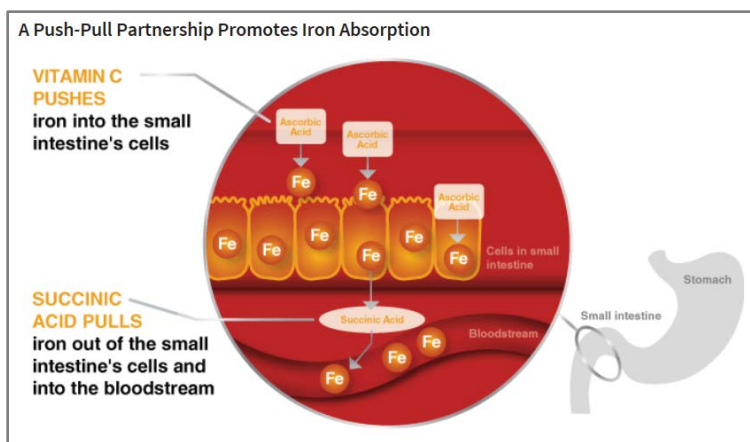 A Push-Pull Partnership Promotes Iron Absorption
VITAMIN C
PUSHES
iron into the small
intestine's cells
Ascorbic
Acid
Ascorbic
Acid
Ascorbic
Acid
Fe
Fe
Fe
Fe
Fe
Fe
Fe
Fe
Cells in small
intestine
SUCCINIC
ACID PULLS
iron out of the small
intestine's cells and
into the bloodstream
Succinic Acid
Bloodstream
Fe
Fe
Fe
Stomach
Small intestine